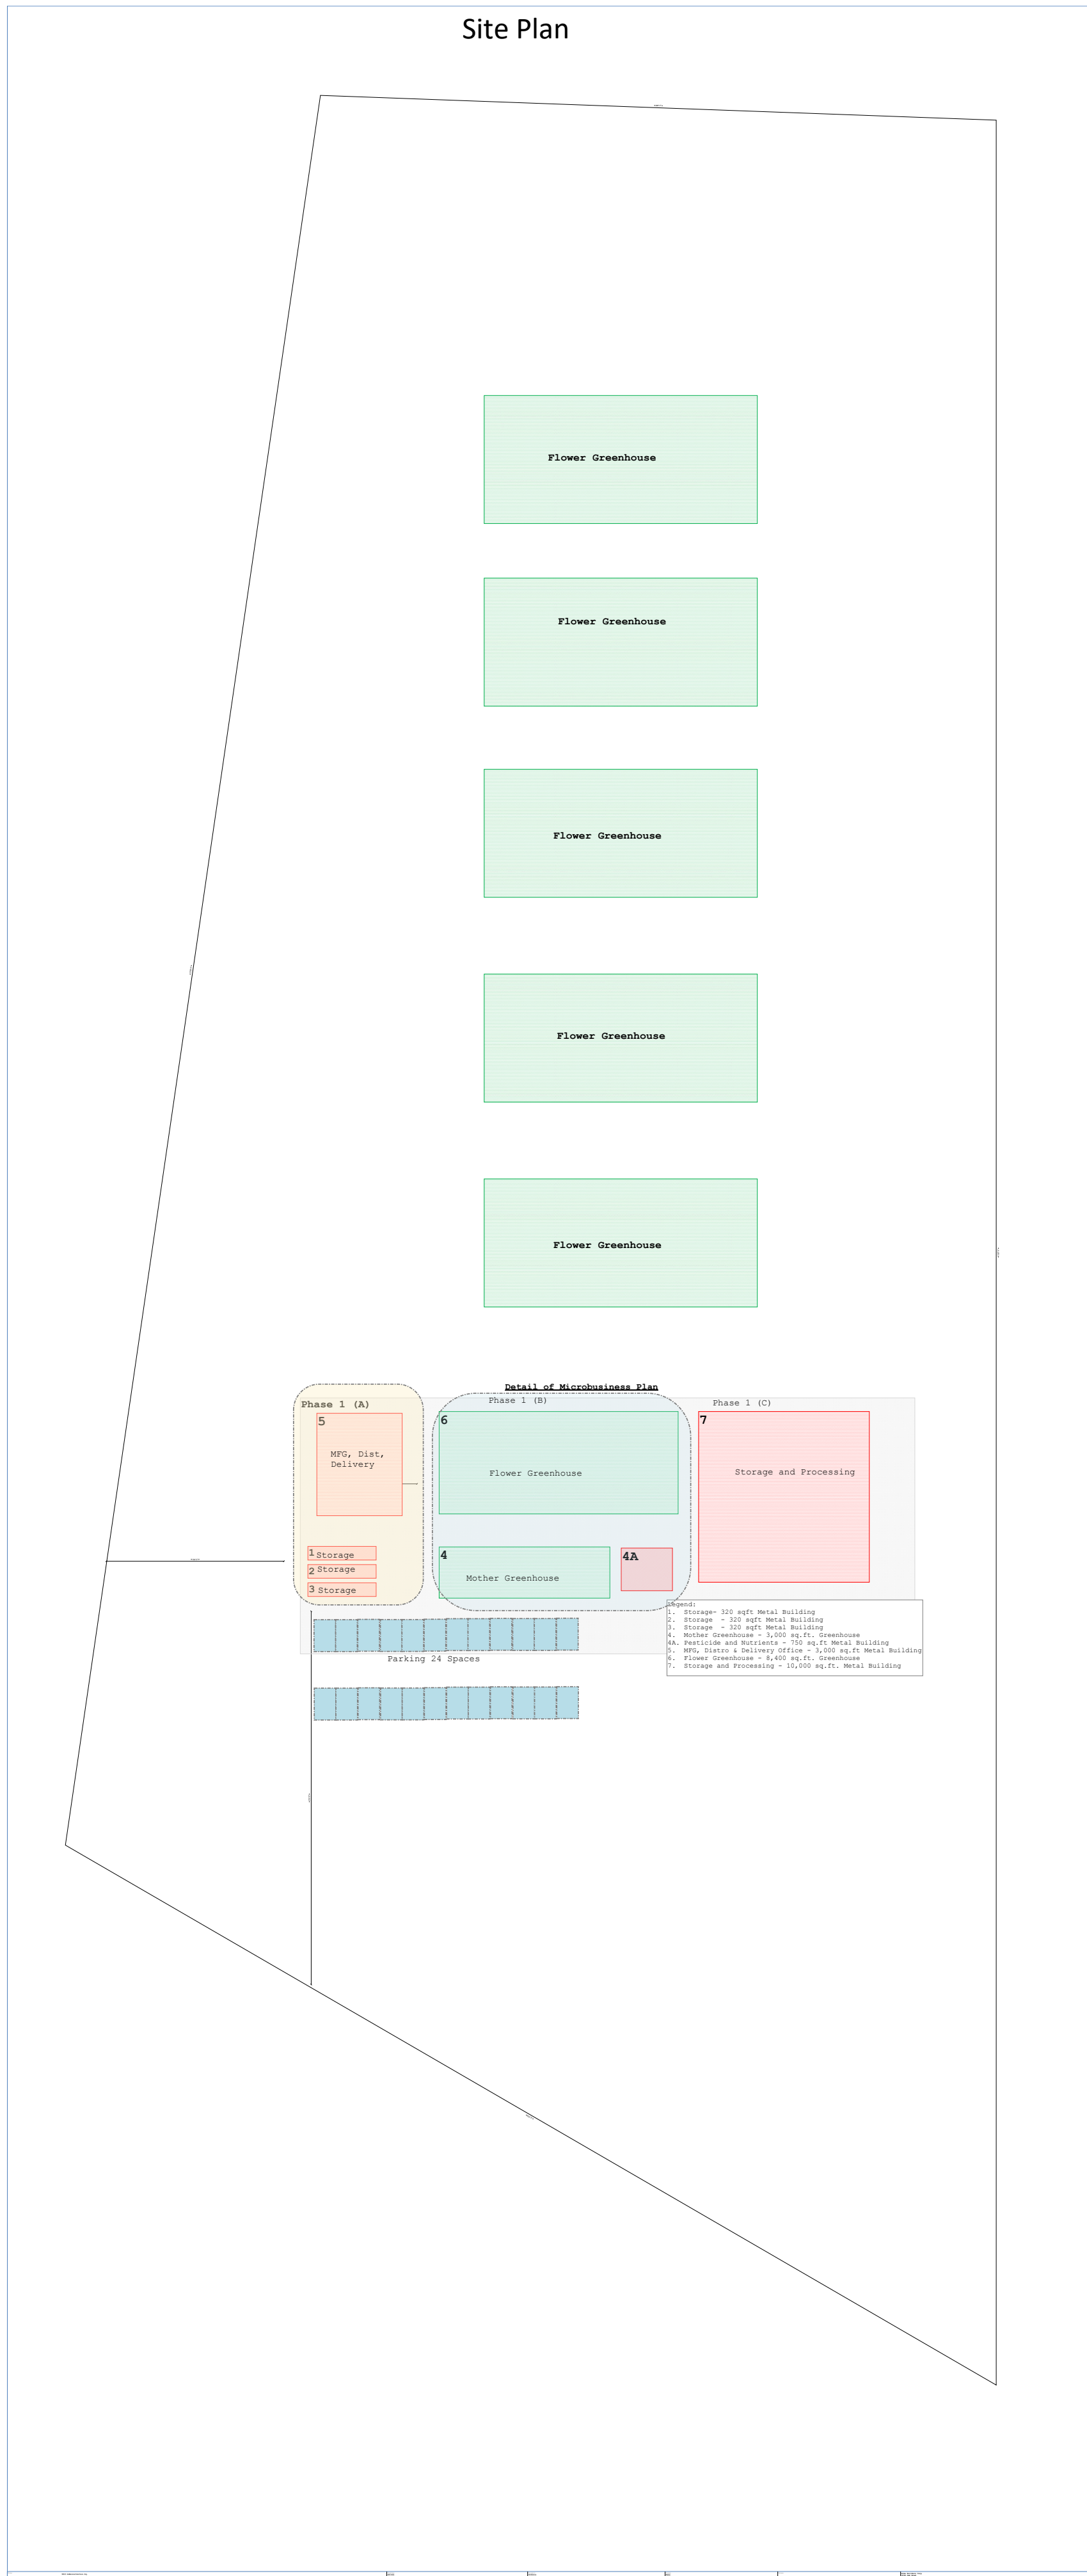 Site Plan
Flower Greenhouse
Flower Greenhouse
Flower Greenhouse
Flower Greenhouse
Flower Greenhouse
Detail of Microbusiness Plan
Phase 1 (A)
Phase 1 (B)
Phase 1 (C)
5
MFG, Dist,
Delivery
6
Flower Greenhouse
7
Storage and Processing
1 Storage
2 Storage
3 Storage
4
Mother Greenhouse
4A
Legend:
1. Storage- 320 sqft Metal Building
2. Storage - 320 sqft Metal Building
3. Storage - 320 sqft Metal Building
4. Mother Greenhouse - 3,000 sq.ft. Greenhouse
4A. Pesticide and Nutrients - 750 sq.ft Metal Building
5. MFG, Distro & Delivery Office - 3,000 sq.ft Metal Building
6. Flower Greenhouse - 8,400 sq.ft. Greenhouse
7. Storage and Processing - 10,000 sq.ft. Metal Building
Parking 24 Spaces